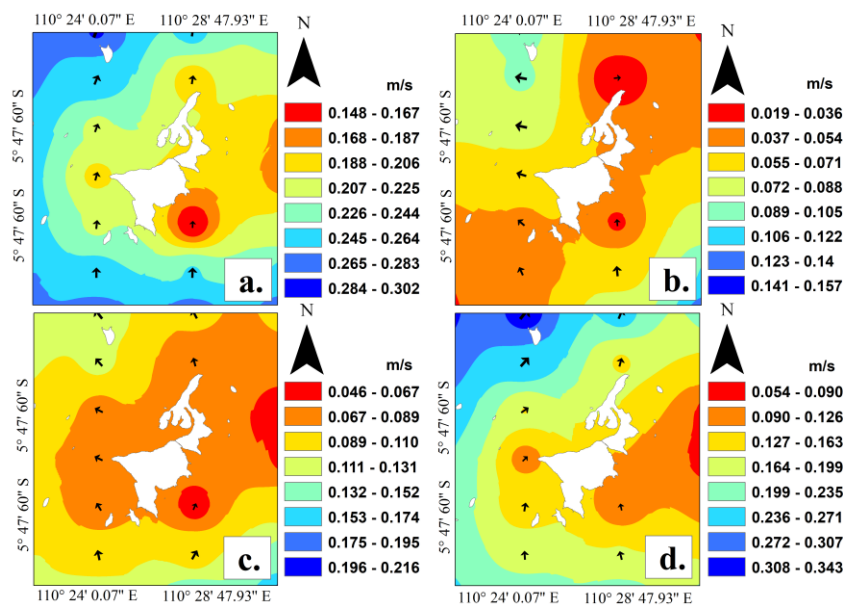 110° 24' 0.07" E 110° 28' 47.93" E
N
m/s
0.148 - 0.167
0.168 - 0.187
0.188 - 0.206
0.207 - 0.225
0.226 - 0.244
0.245 - 0.264
0.265 - 0.283
0.284 - 0.302
5° 47' 60" S
5° 47' 60" S
a.
110° 24' 0.07" E 110° 28' 47.93" E
N
m/s
0.019 - 0.036
0.037 - 0.054
0.055 - 0.071
0.072 - 0.088
0.089 - 0.105
0.106 - 0.122
0.123 - 0.14
0.141 - 0.157
5° 47' 60" S
5° 47' 60" S
b.
N
m/s
0.046 - 0.067
0.067 - 0.089
0.089 - 0.110
0.111 - 0.131
0.132 - 0.152
0.153 - 0.174
0.175 - 0.195
0.196 - 0.216
5° 47' 60" S
5° 47' 60" S
c.
110° 24' 0.07" E 110° 28' 47.93" E
N
m/s
0.054 - 0.090
0.090 - 0.126
0.127 - 0.163
0.164 - 0.199
0.199 - 0.235
0.236 - 0.271
0.272 - 0.307
0.308 - 0.343
5° 47' 60" S
5° 47' 60" S
d.
110° 24' 0.07" E 110° 28' 47.93" E